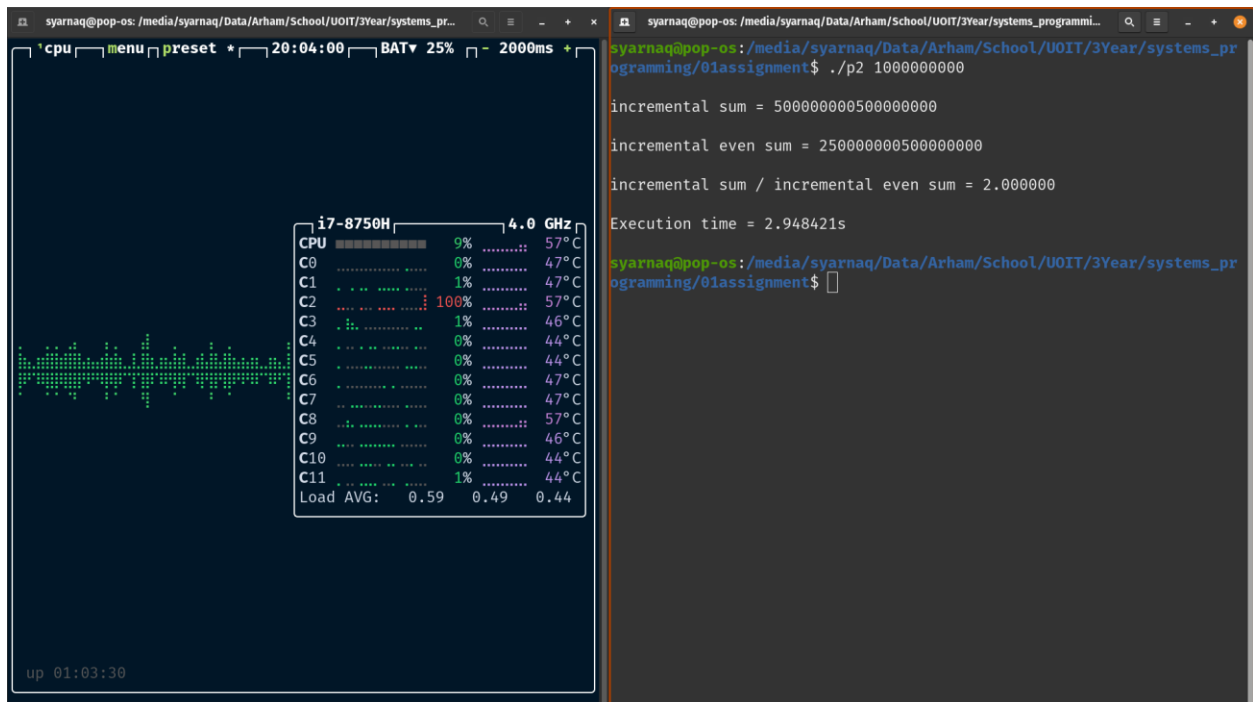 syarnaq@pop-os: /media/syarnaq/Data/Arham/School/UOIT/3Year/systems_pr...
¹cpu menu preset * 20:04:00 BAT▼ 25% - 2000ms +
i7-8750H 4.0 GHz
CPU 9% 57°C
C0 0% 47°C
C1 1% 47°C
C2 100% 57°C
C3 1% 46°C
C4 0% 44°C
C5 0% 44°C
C6 0% 47°C
C7 0% 47°C
C8 0% 57°C
C9 0% 46°C
C10 0% 44°C
C11 1% 44°C
Load AVG: 0.59 0.49 0.44
up 01:03:30
syarnaq@pop-os: /media/syarnaq/Data/Arham/School/UOIT/3Year/systems_programmi...
syarnaq@pop-os:/media/syarnaq/Data/Arham/School/UOIT/3Year/systems_pr
ogramming/01assignment$ ./p2 1000000000
incremental sum = 500000000500000000
incremental even sum = 250000000500000000
incremental sum / incremental even sum = 2.000000
Execution time = 2.948421s
syarnaq@pop-os:/media/syarnaq/Data/Arham/School/UOIT/3Year/systems_pr
ogramming/01assignment$